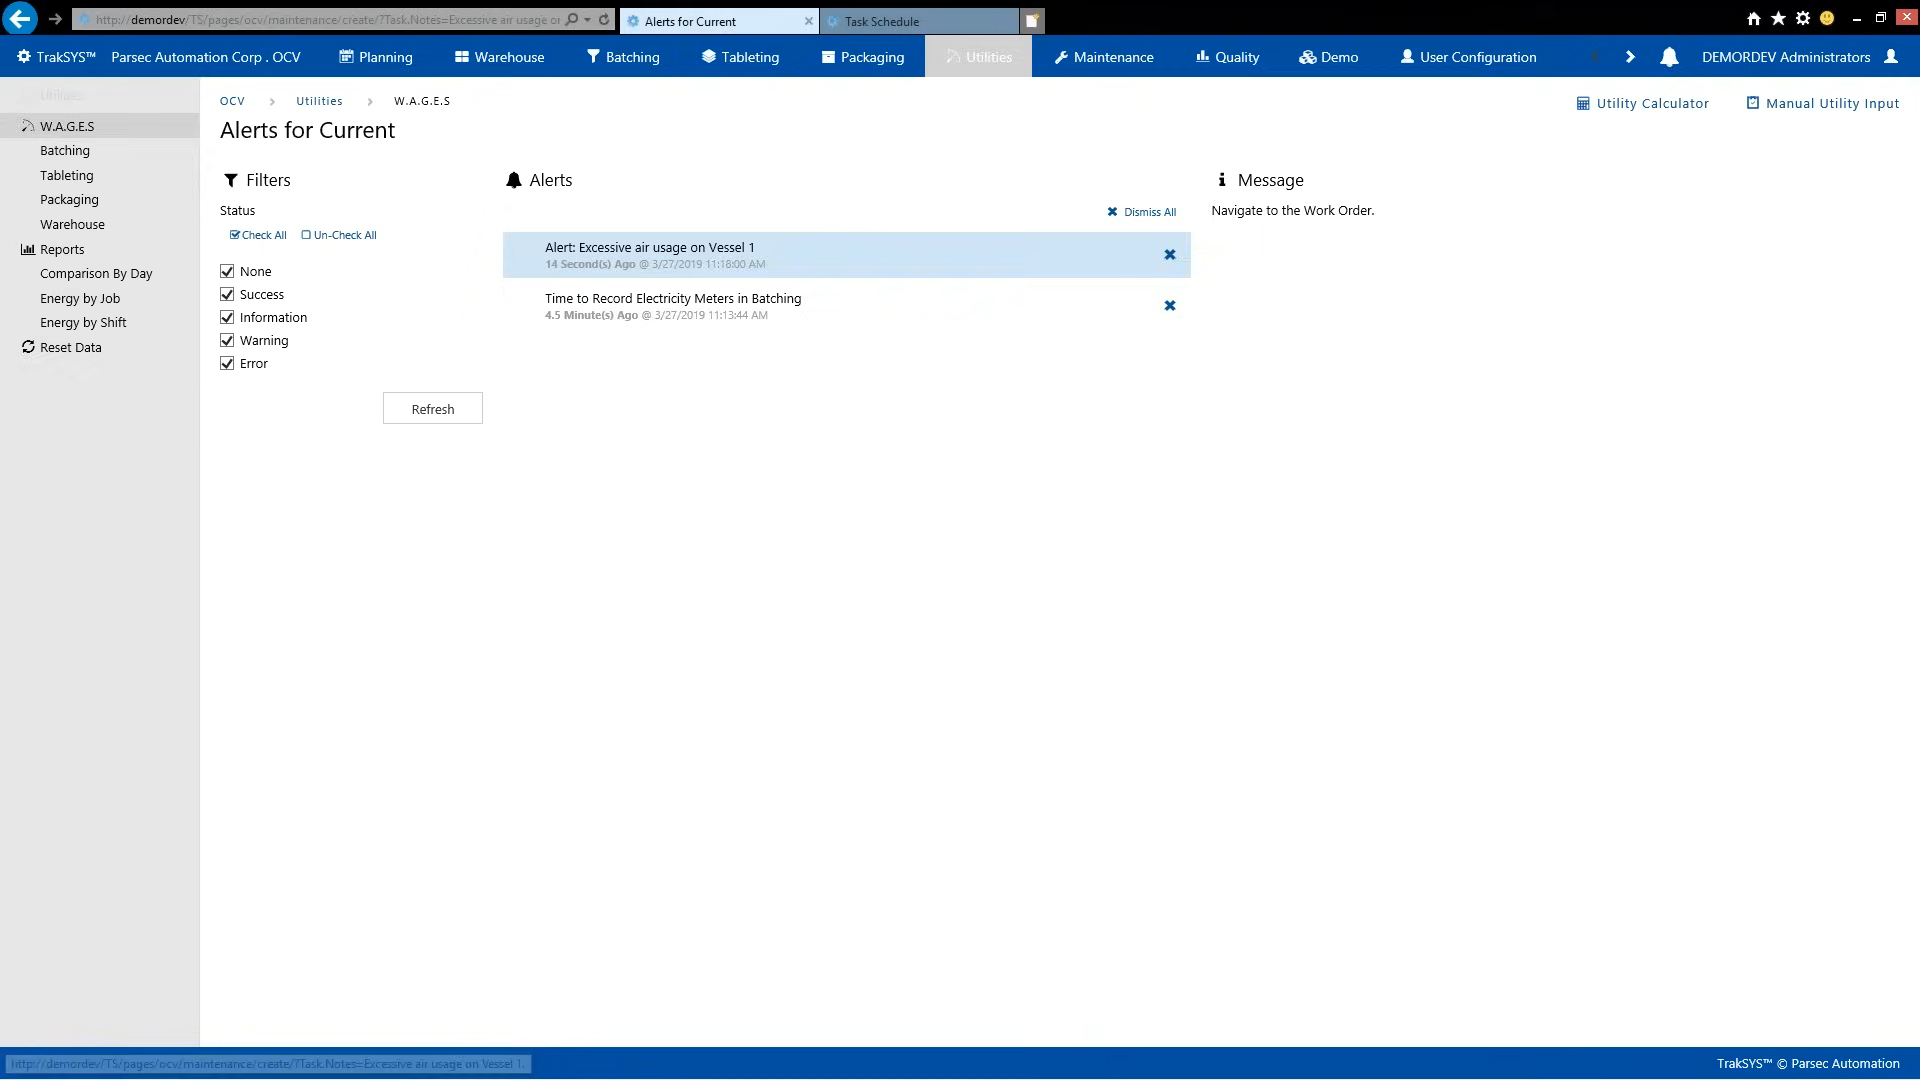 http://demordev/TS/pages/ocv/maintenance/create/?Task.Notes=Excessive air usage or
Alerts for Current
Task Schedule
TrakSYS™
Parsec Automation Corp . OCV
Planning
Warehouse
Batching
Tableting
Packaging
Utilities
Maintenance
Quality
Demo
User Configuration
DEMORDEV Administrators
Utilities
W.A.G.E.S
Batching
Tableting
Packaging
Warehouse
Reports
Comparison By Day
Energy by Job
Energy by Shift
Reset Data
OCV > Utilities > W.A.G.E.S
Utility Calculator
Manual Utility Input
Alerts for Current
Filters
Status
Check All
Un-Check All
None
Success
Information
Warning
Error
Refresh
Alerts
Dismiss All
Alert: Excessive air usage on Vessel 1
14 Second(s) Ago @ 3/27/2019 11:18:00 AM
Time to Record Electricity Meters in Batching
4.5 Minute(s) Ago @ 3/27/2019 11:13:44 AM
Message
Navigate to the Work Order.
http://demordev/TS/pages/ocv/maintenance/create/?Task.Notes=Excessive air usage on Vessel 1.
TrakSYS™ © Parsec Automation